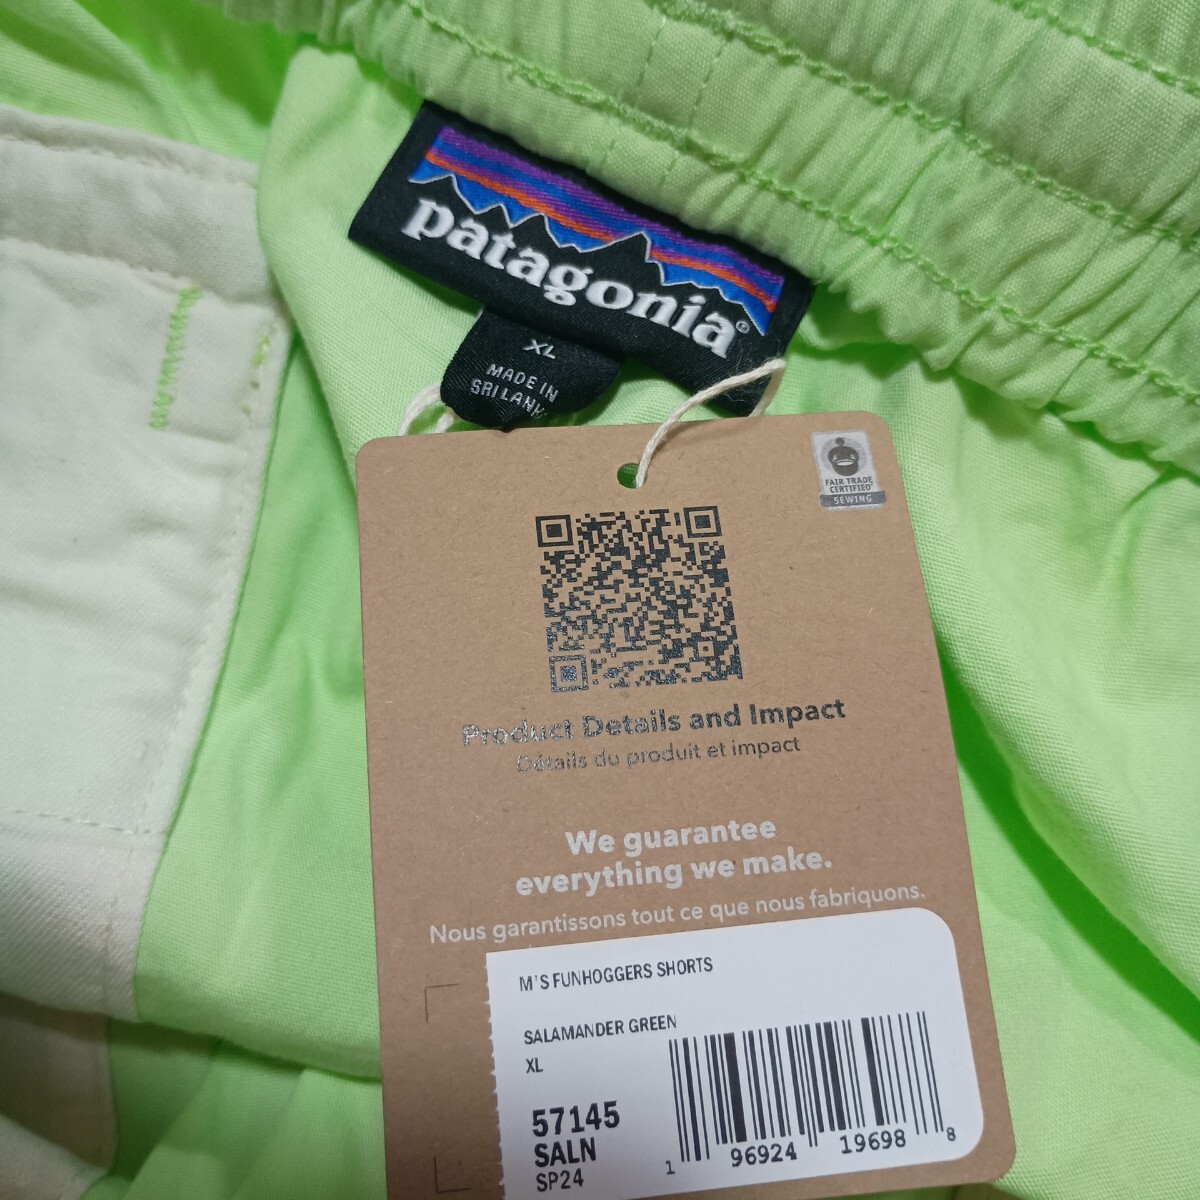 patagonia®
XL
MADE IN
SRI LANK
FAIR TRADE
CERTIFIED
SEWING
Product Details and Impact
Détails du produit et impact
We guarantee
everything we make.
Nous garantissons tout ce que nous fabriquons.
M'S FUNHOGGERS SHORTS
SALAMANDER GREEN
XL
57145
SALN
SP24
1 96924 19698 8